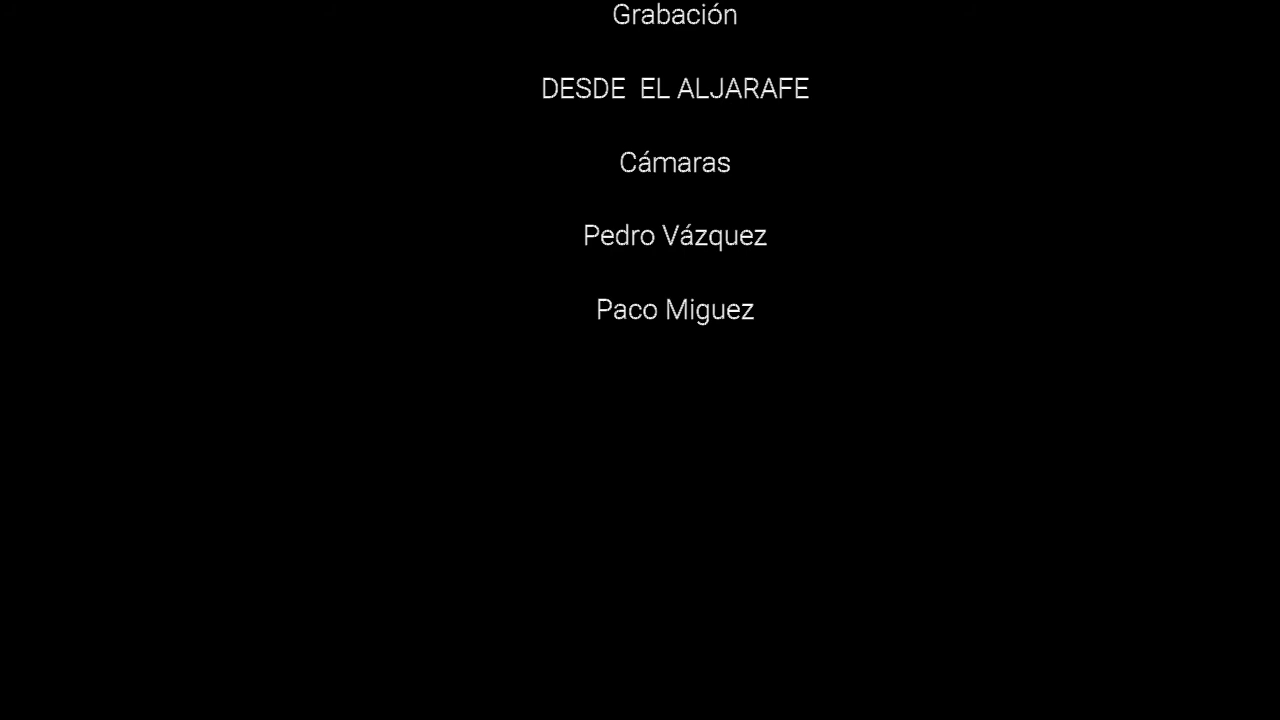 Grabación
DESDE  EL ALJARAFE
Cámaras
Pedro Vázquez
Paco Miguez